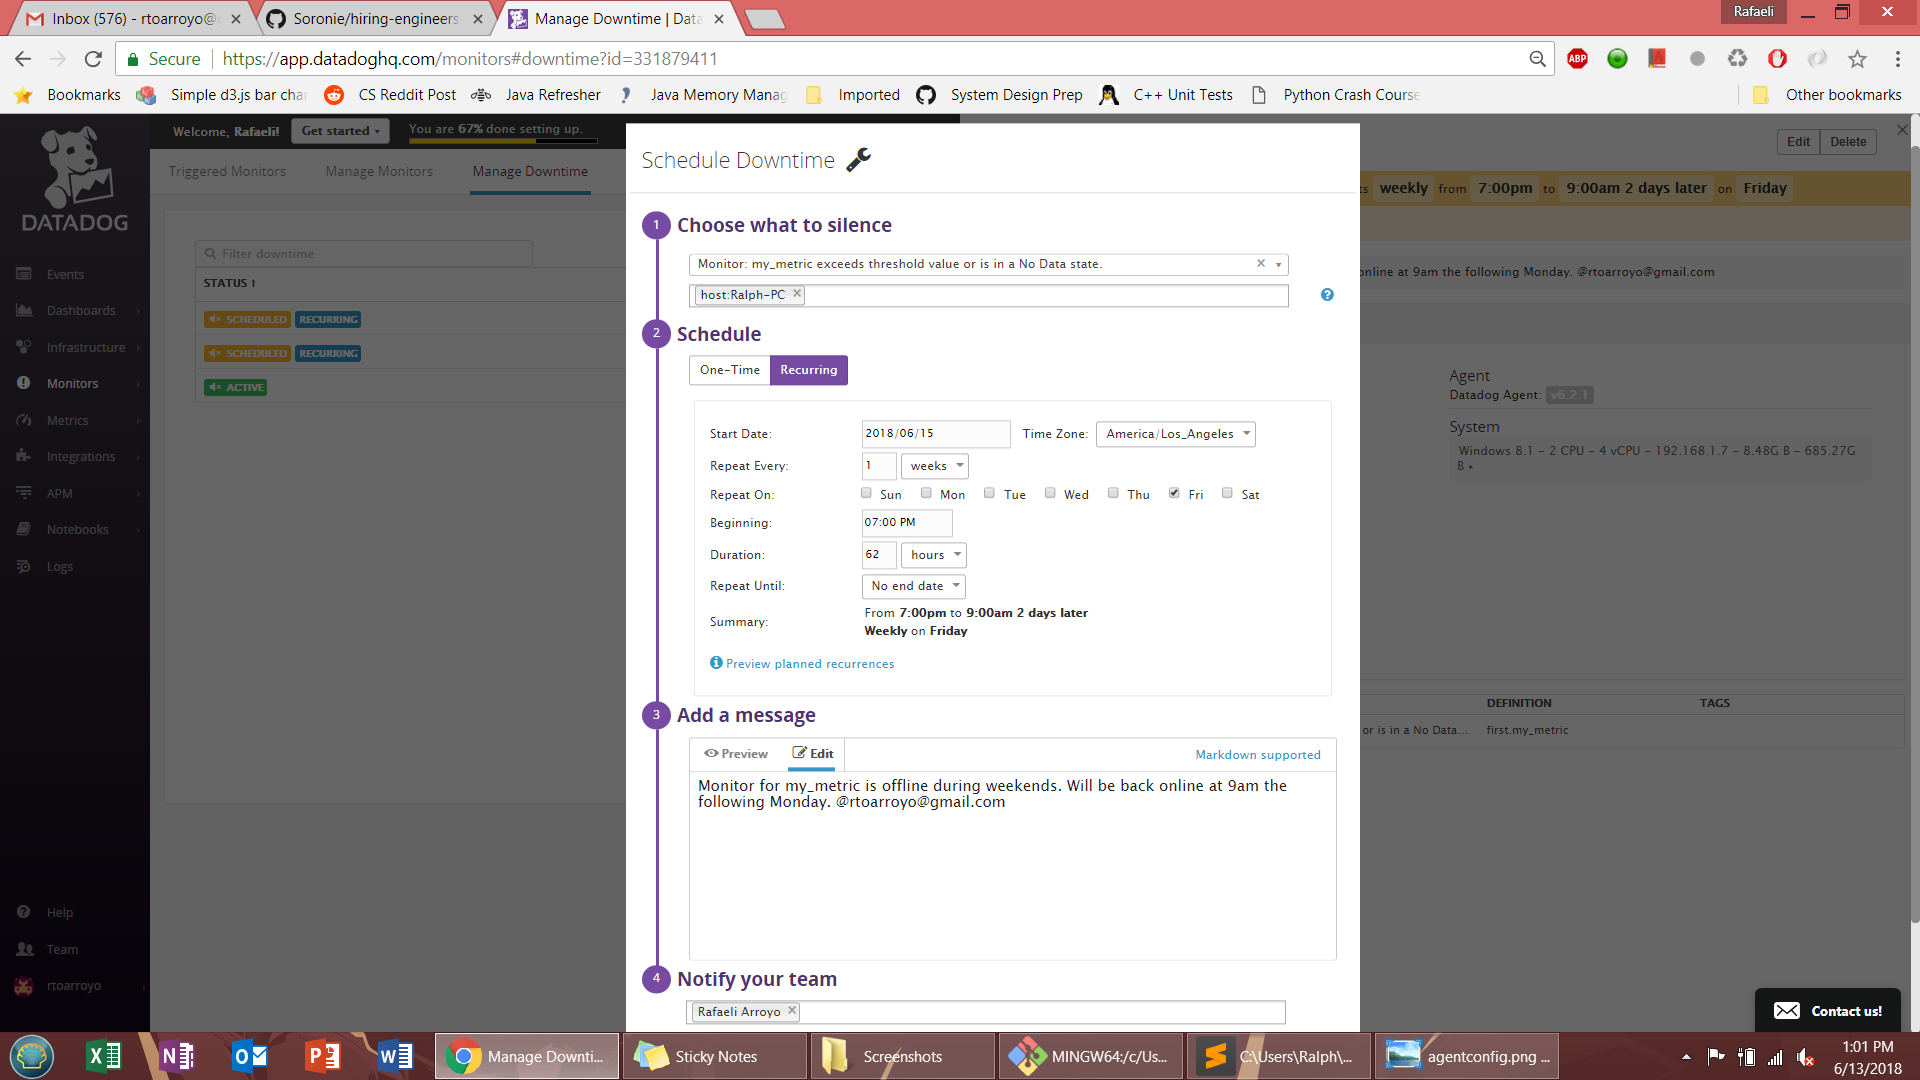 Inbox (576) - rtoarroyo@
Soronie/hiring-engineers
Manage Downtime | Data
Rafaeli
Secure
https://app.datadoghq.com/monitors#downtime?id=331879411
ABP
Bookmarks
Simple d3.js bar char
CS Reddit Post
Java Refresher
Java Memory Manag
Imported
System Design Prep
C++ Unit Tests
Python Crash Course
Other bookmarks
DATADOG
Events
Dashboards
Infrastructure
Monitors
Metrics
Integrations
APM
Notebooks
Logs
Help
Team
rtoarroyo
Welcome, Rafaeli!
Get started
You are 67% done setting up.
Triggered Monitors
Manage Monitors
Manage Downtime
Filter downtime
STATUS
SCHEDULED RECURRING
SCHEDULED RECURRING
ACTIVE
Schedule Downtime
1 Choose what to silence
Monitor: my_metric exceeds threshold value or is in a No Data state.
host:Ralph-PC
2 Schedule
One-Time Recurring
Start Date: 2018/06/15 Time Zone: America/Los_Angeles
Repeat Every: 1 weeks
Repeat On: Sun Mon Tue Wed Thu Fri Sat
Beginning: 07:00 PM
Duration: 62 hours
Repeat Until: No end date
Summary: From 7:00pm to 9:00am 2 days later
Weekly on Friday
Preview planned recurrences
3 Add a message
Preview Edit Markdown supported
Monitor for my_metric is offline during weekends. Will be back online at 9am the
following Monday. @rtoarroyo@gmail.com
4 Notify your team
Rafaeli Arroyo
Edit Delete
ts weekly from 7:00pm to 9:00am 2 days later on Friday
online at 9am the following Monday. @rtoarroyo@gmail.com
Agent
Datadog Agent: v6.2.1
System
Windows 8.1 - 2 CPU - 4 vCPU - 192.168.1.7 - 8.48G B - 685.27G
B
DEFINITION TAGS
or is in a No Data... first.my_metric
Contact us!
Manage Downti...
Sticky Notes
Screenshots
MINGW64:/c/Us...
C:\Users\Ralph\...
agentconfig.png ...
1:01 PM
6/13/2018